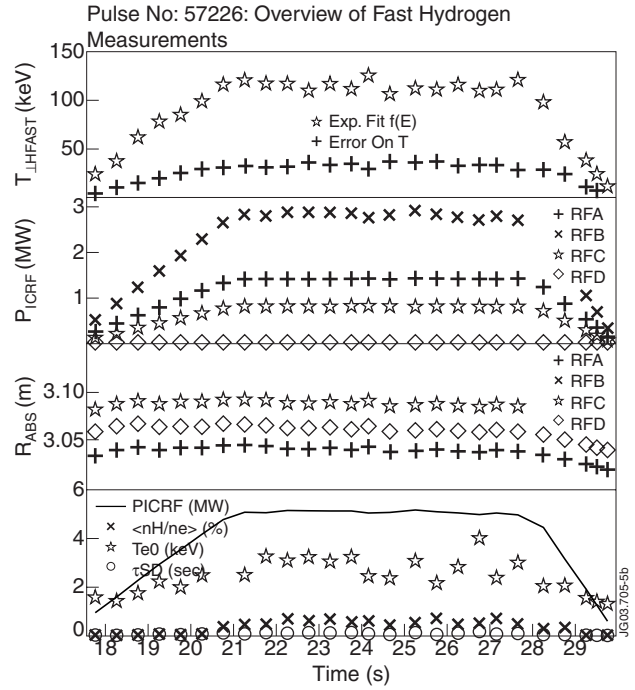 Pulse No: 57226: Overview of Fast Hydrogen
Measurements
T⊥HFAST (keV)
150
100
50
Exp. Fit f(E)
Error On T
PICRF (MW)
3
2
1
RFA
RFB
RFC
RFD
RABS (m)
3.10
3.05
RFA
RFB
RFC
RFD
6
4
2
0
PICRF (MW)
<nH/ne> (%)
Te0 (keV)
τSD (sec)
18 19 20 21 22 23 24 25 26 27 28 29
Time (s)
JG03.705-5b